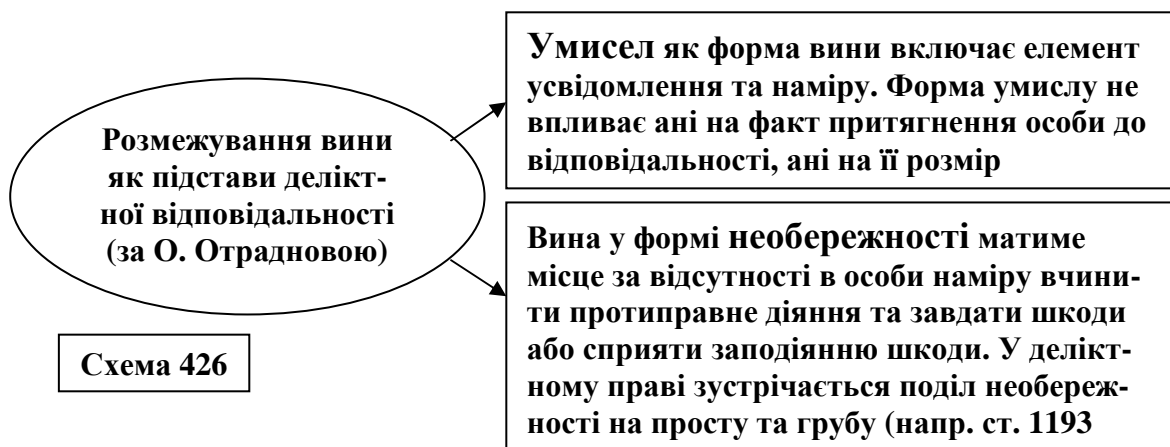 Розмежування вини
як підстави делікт-
ної відповідальності
(за О. Отрадновою)
Умисел як форма вини включає елемент
усвідомлення та наміру. Форма умислу не
впливає ані на факт притягнення особи до
відповідальності, ані на її розмір
Вина у формі необережності матиме
місце за відсутності в особи наміру вчини-
ти протиправне діяння та завдати шкоди
або сприяти заподіянню шкоди. У делікт-
ному праві зустрічається поділ необереж-
ності на просту та грубу (напр. ст. 1193
Схема 426